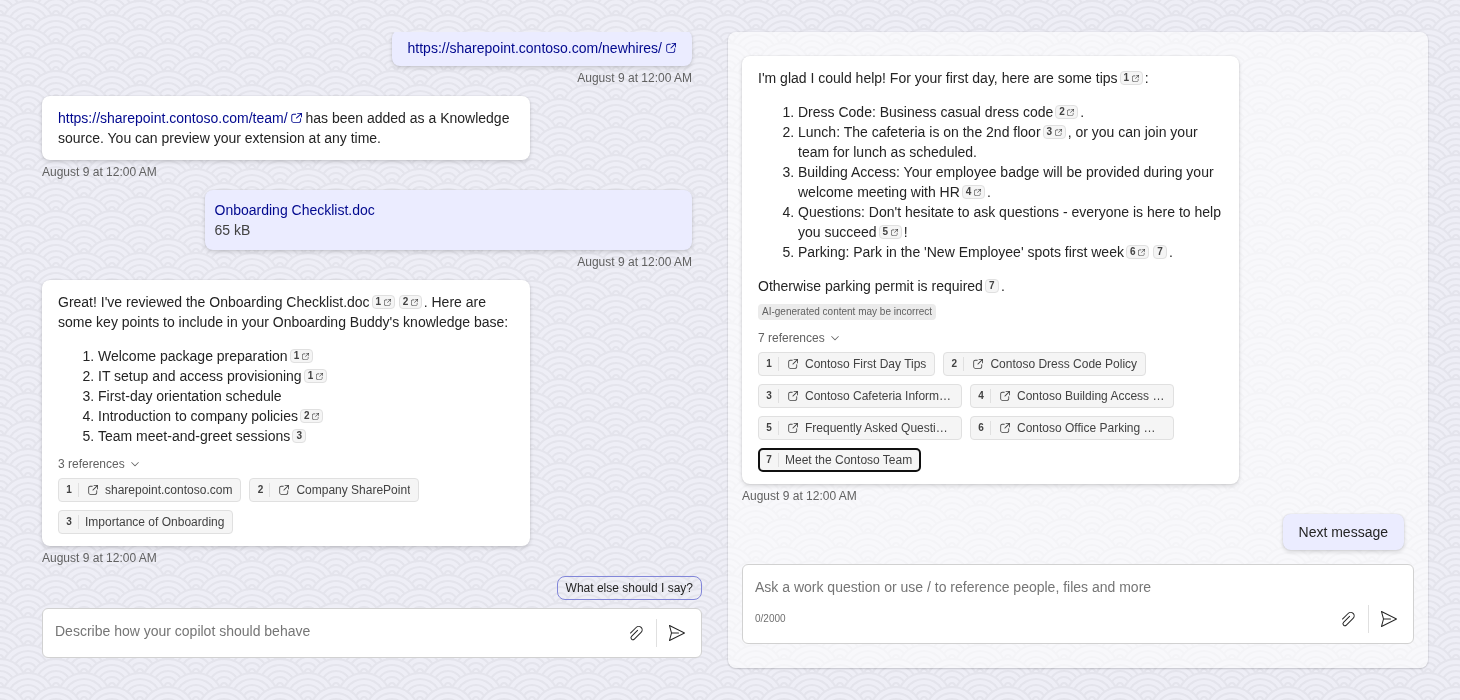 https://sharepoint.contoso.com/newhires/
August 9 at 12:00 AM
https://sharepoint.contoso.com/team/ has been added as a Knowledge
source. You can preview your extension at any time.
August 9 at 12:00 AM
Onboarding Checklist.doc
65 kB
August 9 at 12:00 AM
Great! I've reviewed the Onboarding Checklist.doc 1 2 . Here are
some key points to include in your Onboarding Buddy's knowledge base:
1. Welcome package preparation 1
2. IT setup and access provisioning 1
3. First-day orientation schedule
4. Introduction to company policies 2
5. Team meet-and-greet sessions 3
3 references
1 sharepoint.contoso.com 2 Company SharePoint
3 Importance of Onboarding
August 9 at 12:00 AM
What else should I say?
Describe how your copilot should behave
I'm glad I could help! For your first day, here are some tips 1 :
1. Dress Code: Business casual dress code 2 .
2. Lunch: The cafeteria is on the 2nd floor 3 , or you can join your
team for lunch as scheduled.
3. Building Access: Your employee badge will be provided during your
welcome meeting with HR 4 .
4. Questions: Don't hesitate to ask questions - everyone is here to help
you succeed 5 !
5. Parking: Park in the 'New Employee' spots first week 6 7 .
Otherwise parking permit is required 7 .
AI-generated content may be incorrect
7 references
1 Contoso First Day Tips 2 Contoso Dress Code Policy
3 Contoso Cafeteria Inform… 4 Contoso Building Access …
5 Frequently Asked Questi… 6 Contoso Office Parking …
7 Meet the Contoso Team
August 9 at 12:00 AM
Next message
Ask a work question or use / to reference people, files and more
0/2000